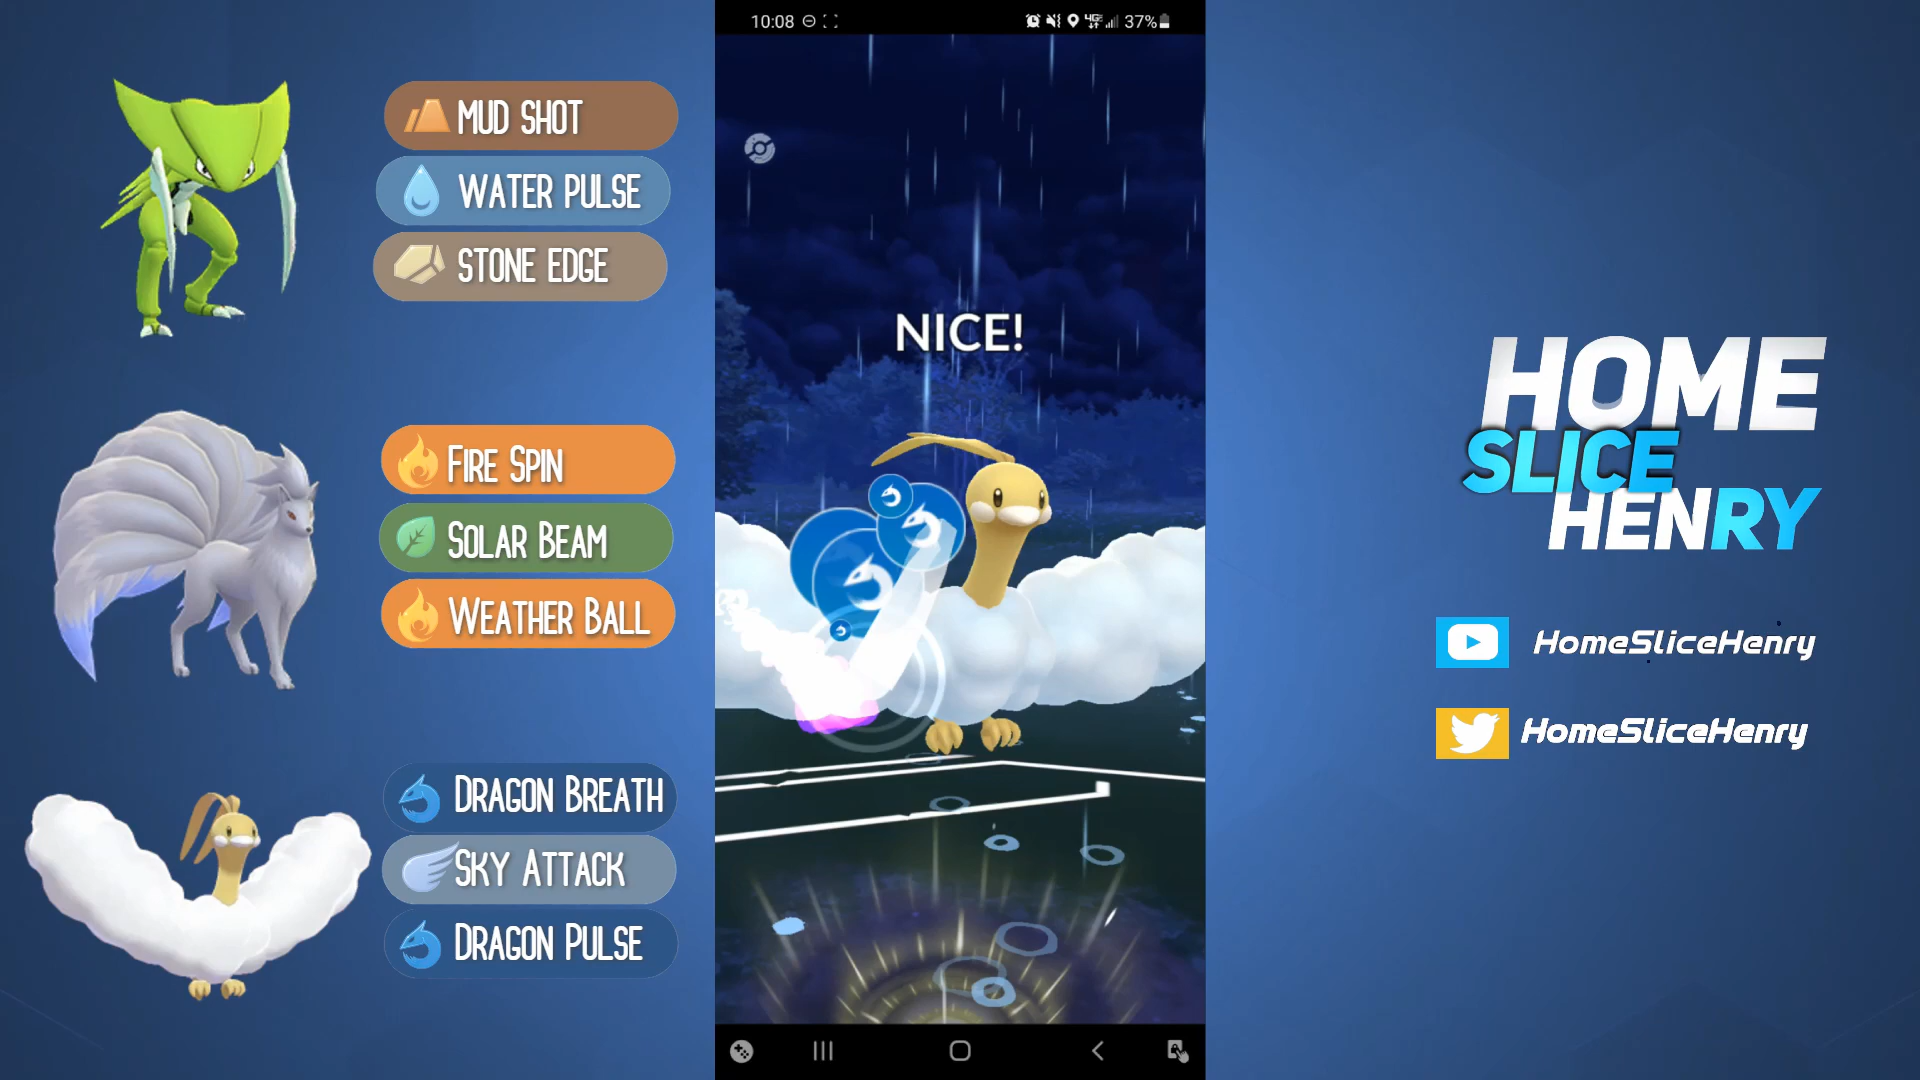 10:08
4GE
37%
MUD SHOT
WATER PULSE
STONE EDGE
FIRE SPIN
SOLAR BEAM
WEATHER BALL
DRAGON BREATH
SKY ATTACK
DRAGON PULSE
NICE!
HOME
SLICE
HENRY
HomeSliceHenry
HomeSliceHenry